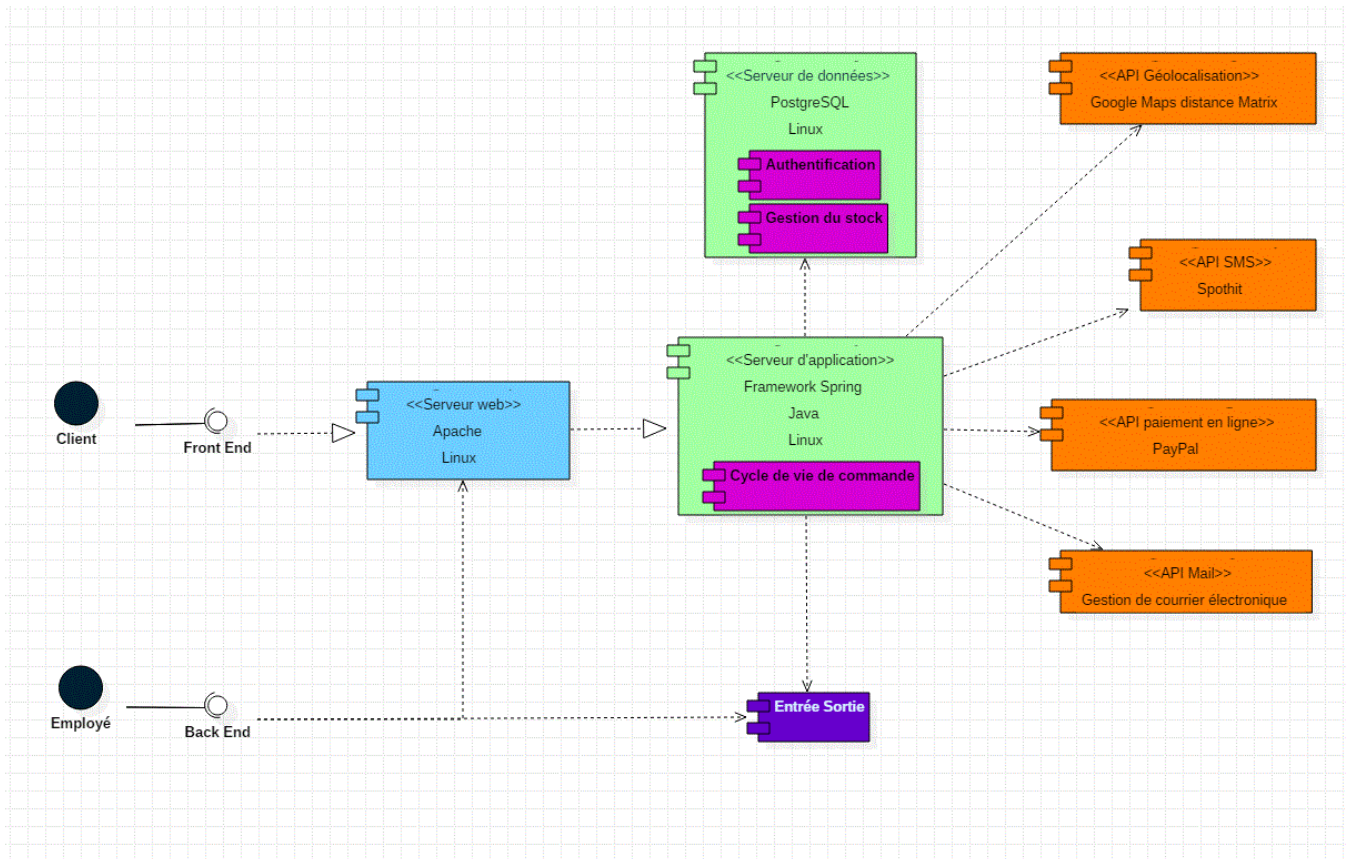 <<Serveur de données>>
PostgreSQL
Linux
Authentification
Gestion du stock
<<API Géolocalisation>>
Google Maps distance Matrix
<<API SMS>>
Spothit
Client
Front End
<<Serveur web>>
Apache
Linux
<<Serveur d'application>>
Framework Spring
Java
Linux
Cycle de vie de commande
<<API paiement en ligne>>
PayPal
<<API Mail>>
Gestion de courrier électronique
Employé
Back End
Entrée Sortie